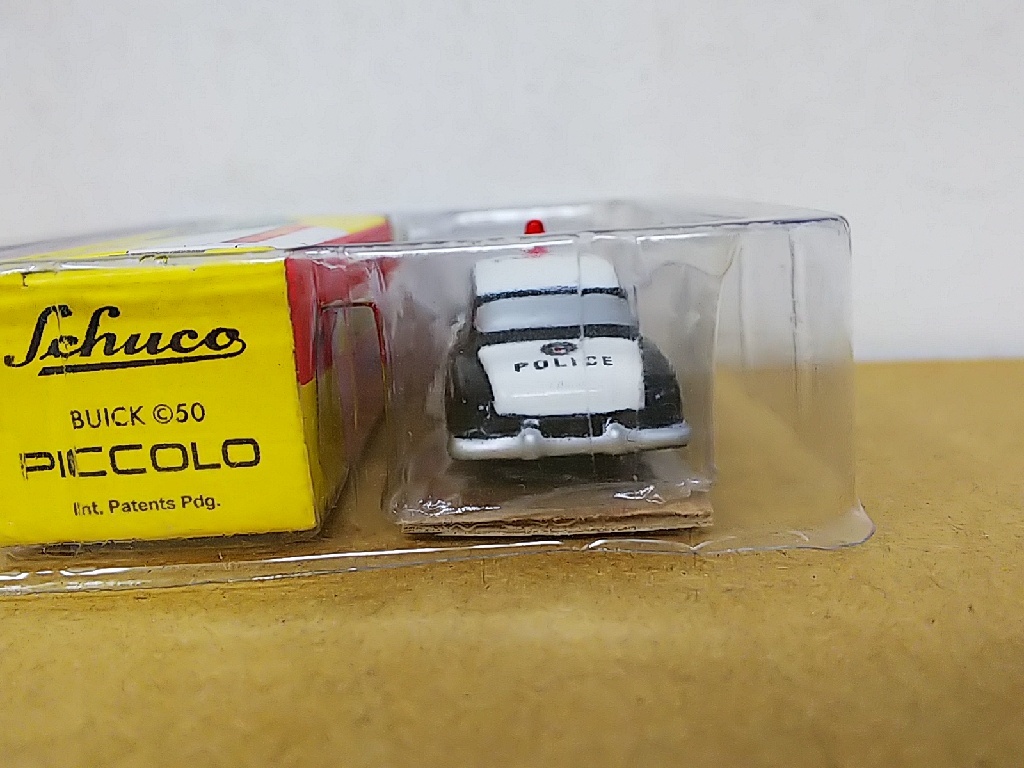 Schuco
BUICK ©50
PICCOLO
Int. Patents Pdg.
POLICE